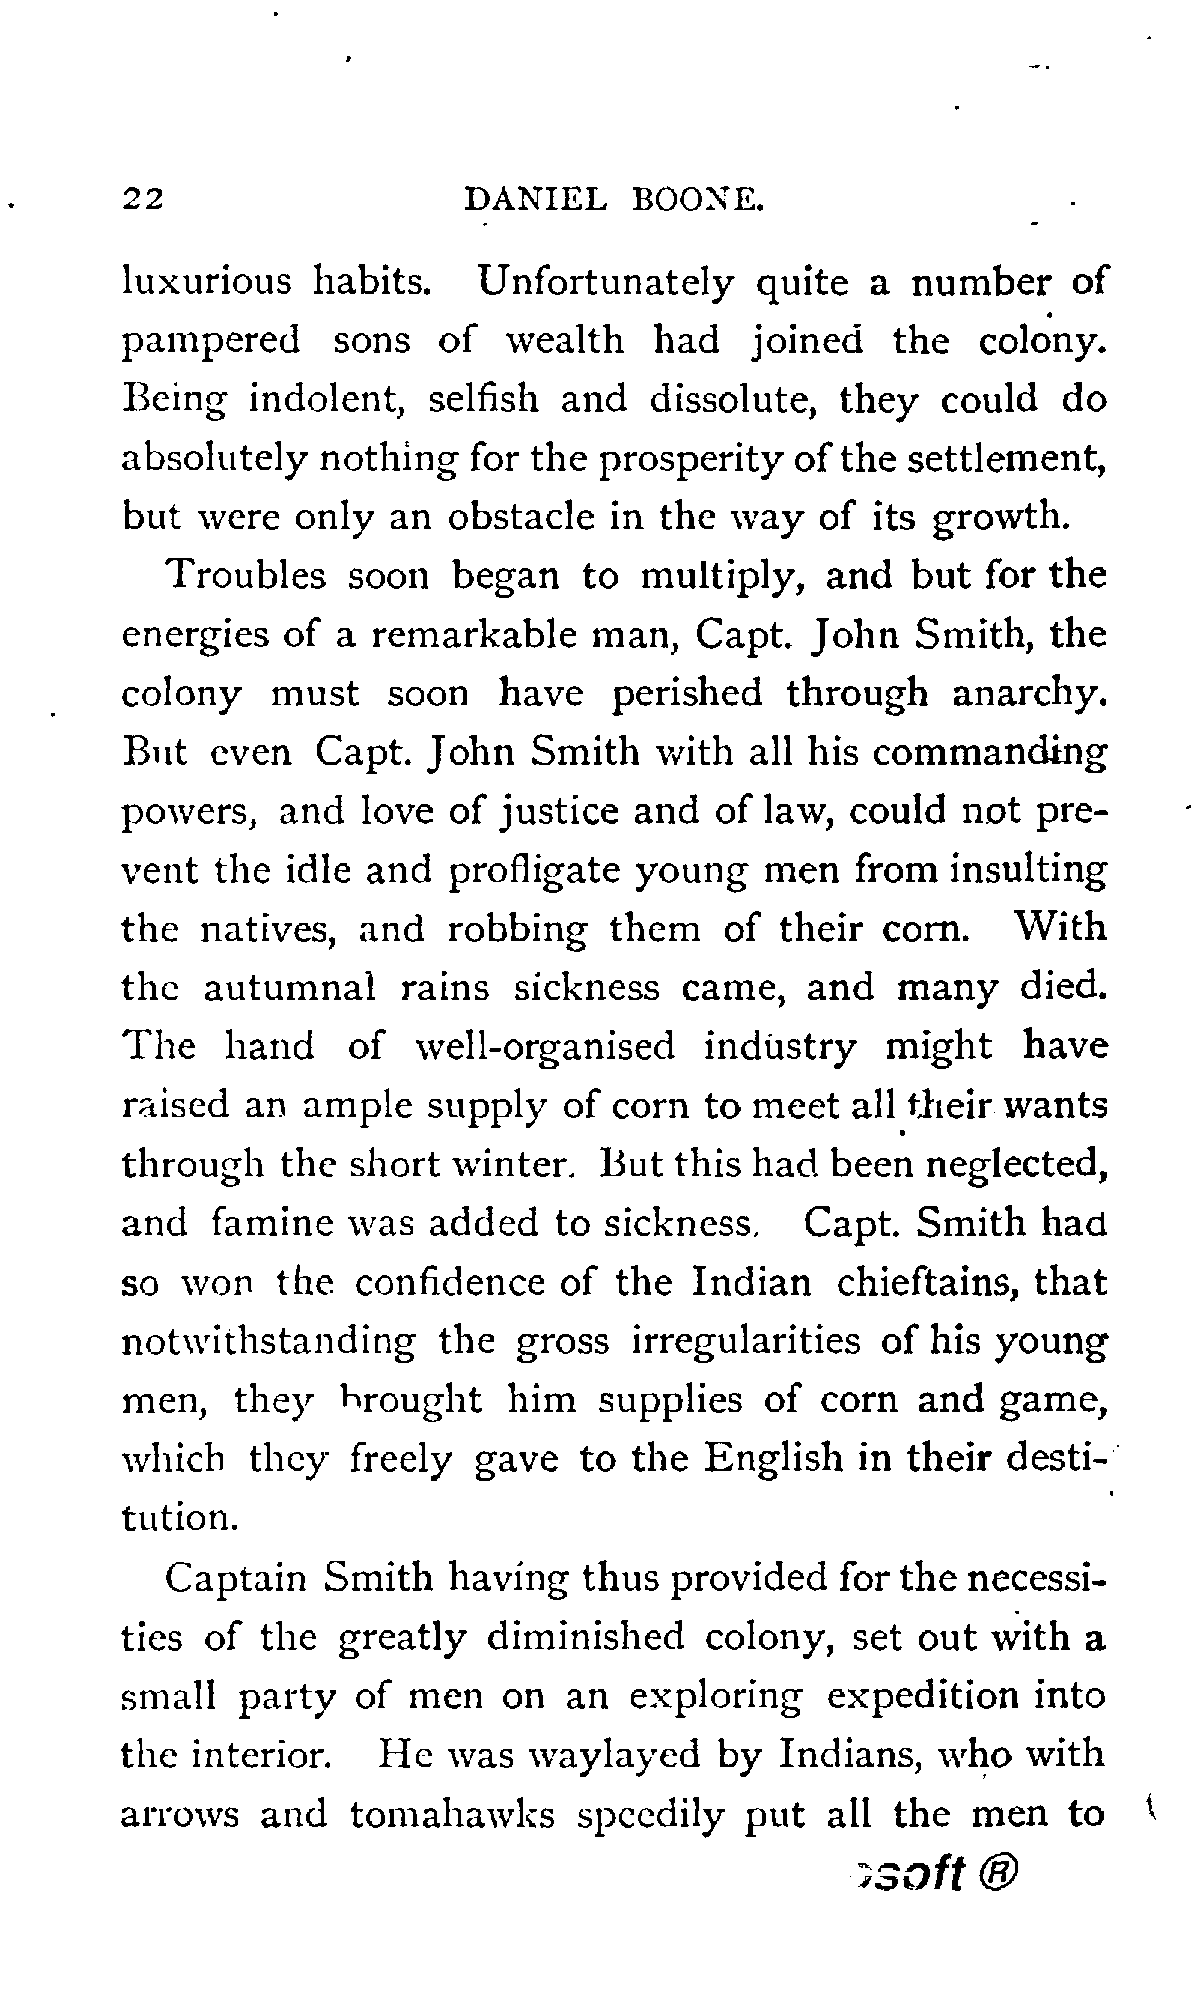 22 DANIEL BOONE.
luxurious habits. Unfortunately quite a number of
pampered sons of wealth had joined the colony.
Being indolent, selfish and dissolute, they could do
absolutely nothing for the prosperity of the settlement,
but were only an obstacle in the way of its growth.
Troubles soon began to multiply, and but for the
energies of a remarkable man, Capt. John Smith, the
colony must soon have perished through anarchy.
But even Capt. John Smith with all his commanding
powers, and love of justice and of law, could not pre-
vent the idle and profligate young men from insulting
the natives, and robbing them of their corn. With
the autumnal rains sickness came, and many died.
The hand of well-organised industry might have
raised an ample supply of corn to meet all their wants
through the short winter. But this had been neglected,
and famine was added to sickness. Capt. Smith had
so won the confidence of the Indian chieftains, that
notwithstanding the gross irregularities of his young
men, they brought him supplies of corn and game,
which they freely gave to the English in their desti-
tution.
Captain Smith having thus provided for the necessi-
ties of the greatly diminished colony, set out with a
small party of men on an exploring expedition into
the interior. He was waylayed by Indians, who with
arrows and tomahawks speedily put all the men to
soft ®